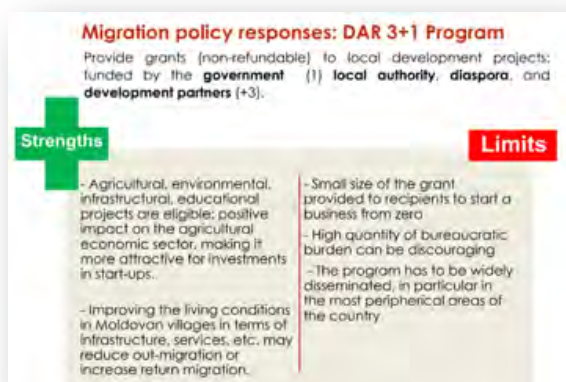 Migration policy responses: DAR 3+1 Program
Provide grants (non-refundable) to local development projects;
funded by the government (1) local authority, diaspora, and
development partners (+3).
Strengths
Limits
- Agricultural, environmental,
infrastructural, educational
projects are eligible; positive
impact on the agricultural
economic sector, making it
more attractive for investments
in start-ups.
- Improving the living conditions
in Moldovan villages in terms of
infrastructure, services, etc. may
reduce out-migration or
increase return migration.
- Small size of the grant
provided to recipients to start a
business from zero
- High quantity of bureaucratic
burden can be discouraging
- The program has to be widely
disseminated, in particular in
the most peripherical areas of
the country